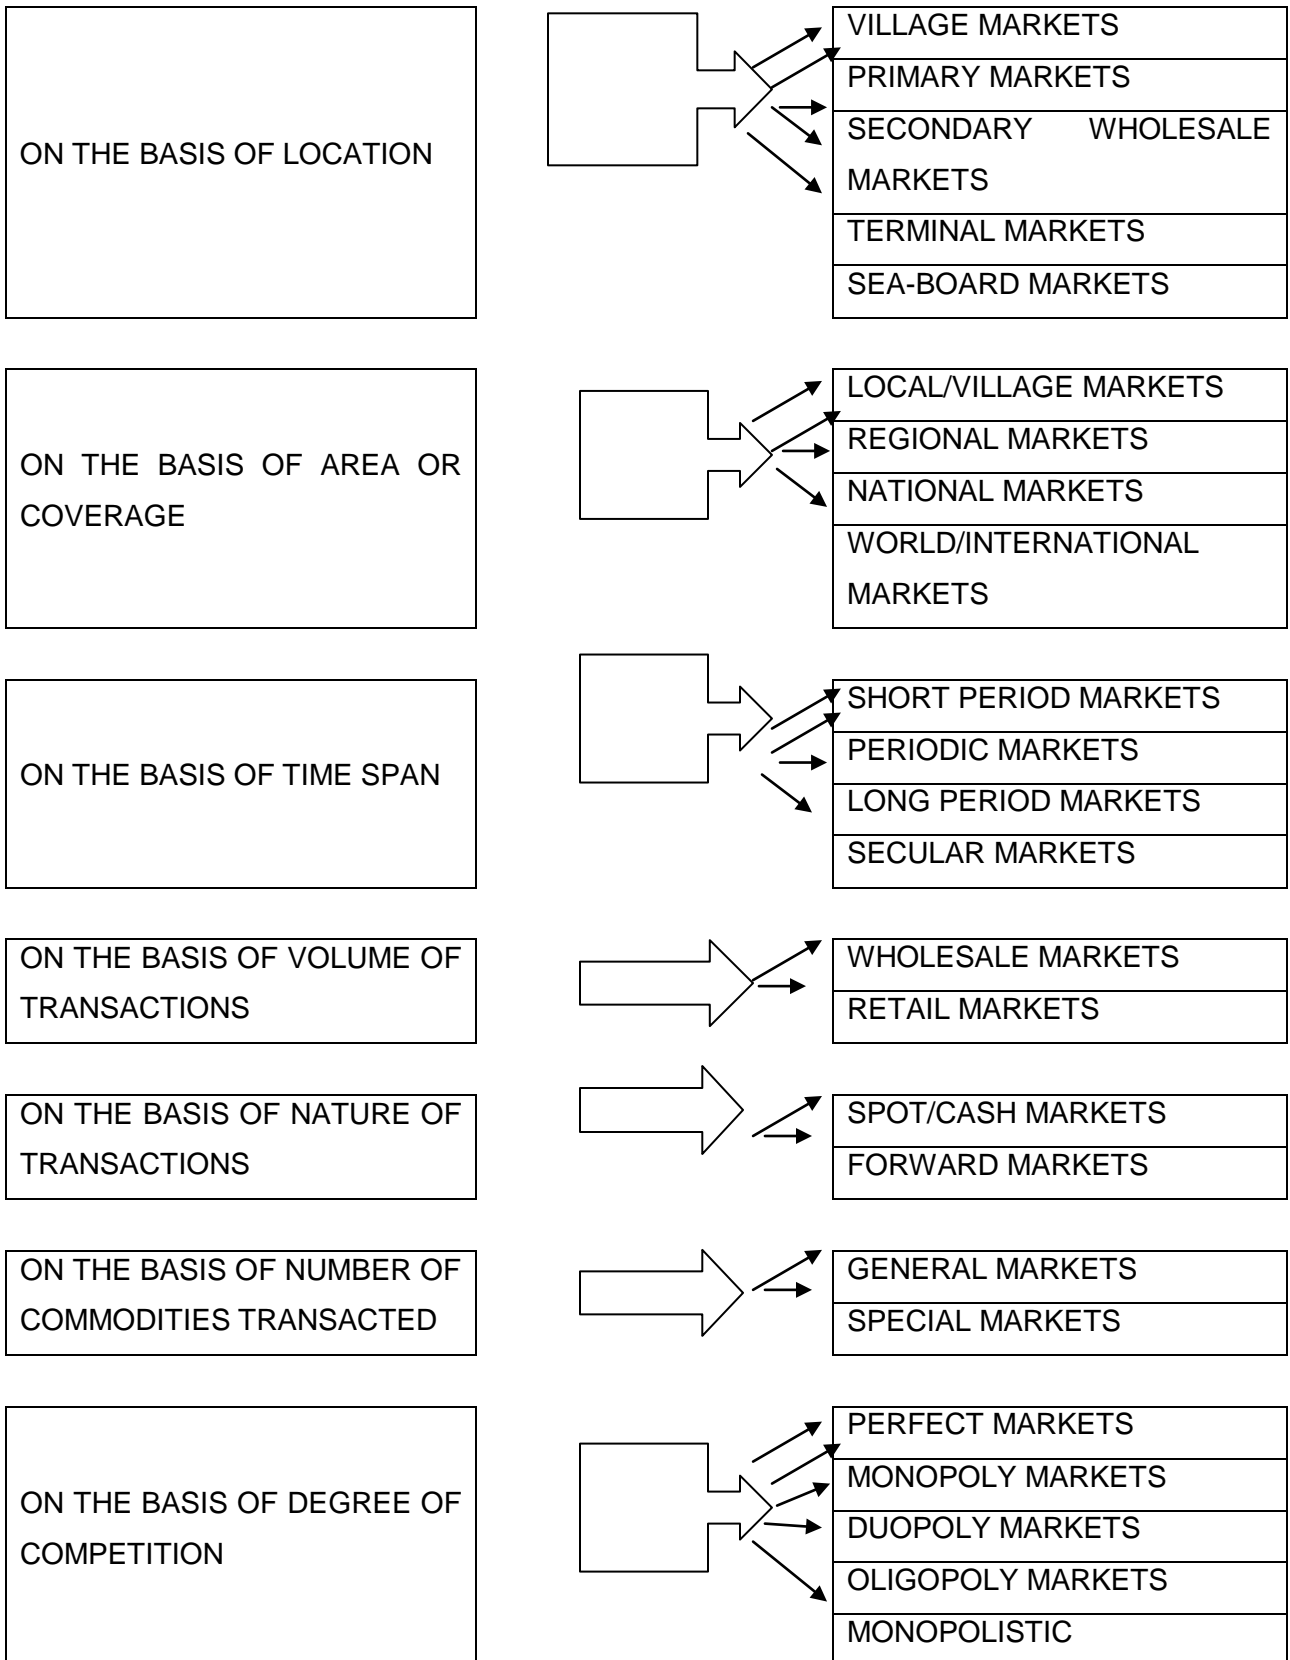 ON THE BASIS OF LOCATION
VILLAGE MARKETS
PRIMARY MARKETS
SECONDARY WHOLESALE
MARKETS
TERMINAL MARKETS
SEA-BOARD MARKETS
ON THE BASIS OF AREA OR
COVERAGE
LOCAL/VILLAGE MARKETS
REGIONAL MARKETS
NATIONAL MARKETS
WORLD/INTERNATIONAL
MARKETS
ON THE BASIS OF TIME SPAN
SHORT PERIOD MARKETS
PERIODIC MARKETS
LONG PERIOD MARKETS
SECULAR MARKETS
ON THE BASIS OF VOLUME OF
TRANSACTIONS
WHOLESALE MARKETS
RETAIL MARKETS
ON THE BASIS OF NATURE OF
TRANSACTIONS
SPOT/CASH MARKETS
FORWARD MARKETS
ON THE BASIS OF NUMBER OF
COMMODITIES TRANSACTED
GENERAL MARKETS
SPECIAL MARKETS
ON THE BASIS OF DEGREE OF
COMPETITION
PERFECT MARKETS
MONOPOLY MARKETS
DUOPOLY MARKETS
OLIGOPOLY MARKETS
MONOPOLISTIC